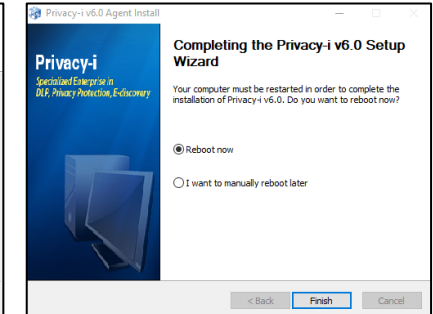 Privacy-i v6.0 Agent Install
Privacy-i
Specialized Enterprise in
DLP, Privacy Protection, E-discovery
Completing the Privacy-i v6.0 Setup
Wizard
Your computer must be restarted in order to complete the
installation of Privacy-i v6.0. Do you want to reboot now?
Reboot now
I want to manually reboot later
< Back
Finish
Cancel